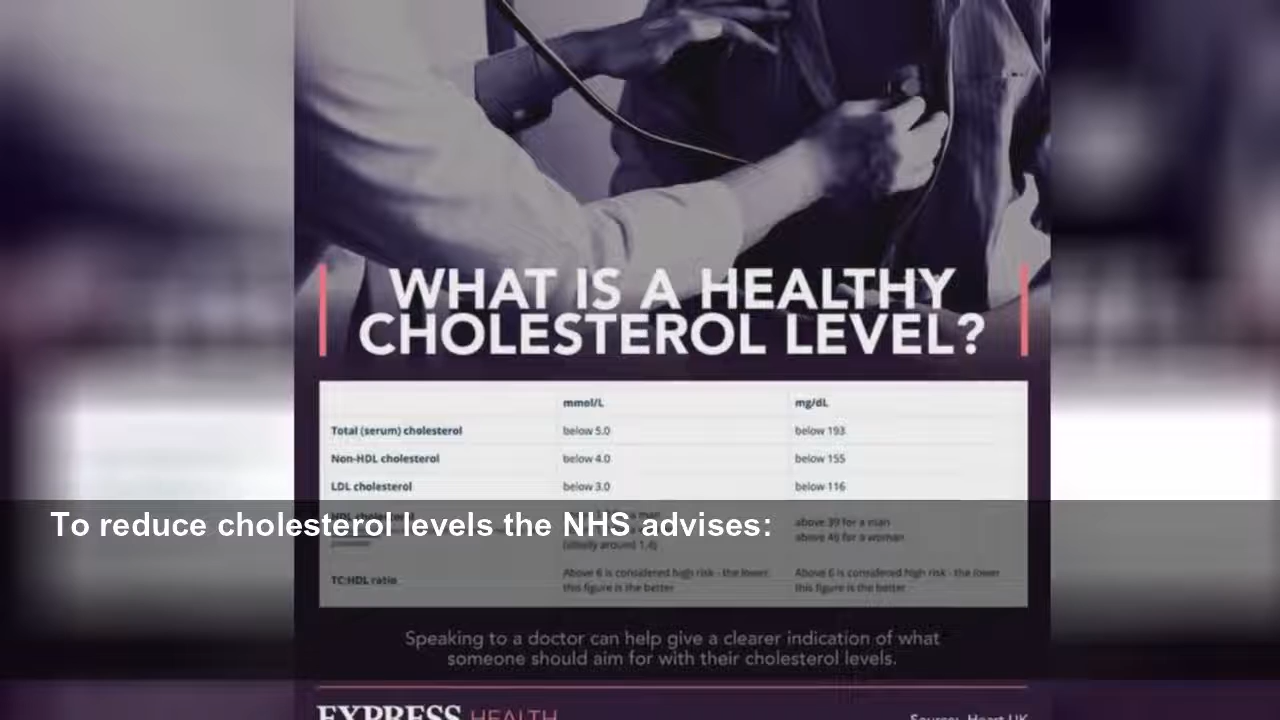 WHAT IS A HEALTHY
CHOLESTEROL LEVEL?
mmol/L mg/dL
Total (serum) cholesterol below 5.0 below 193
Non-HDL cholesterol below 4.0 below 155
LDL cholesterol below 3.0 below 116
To reduce cholesterol levels the NHS advises:
above 39 for a man
above 46 for a woman
(usually around 1.4)
TC:HDL ratio
Above 6 is considered high risk - the lower
this figure is the better
Above 6 is considered high risk - the lower
this figure is the better
Speaking to a doctor can help give a clearer indication of what
someone should aim for with their cholesterol levels.
EXPRESS HEALTH Source: Heart UK